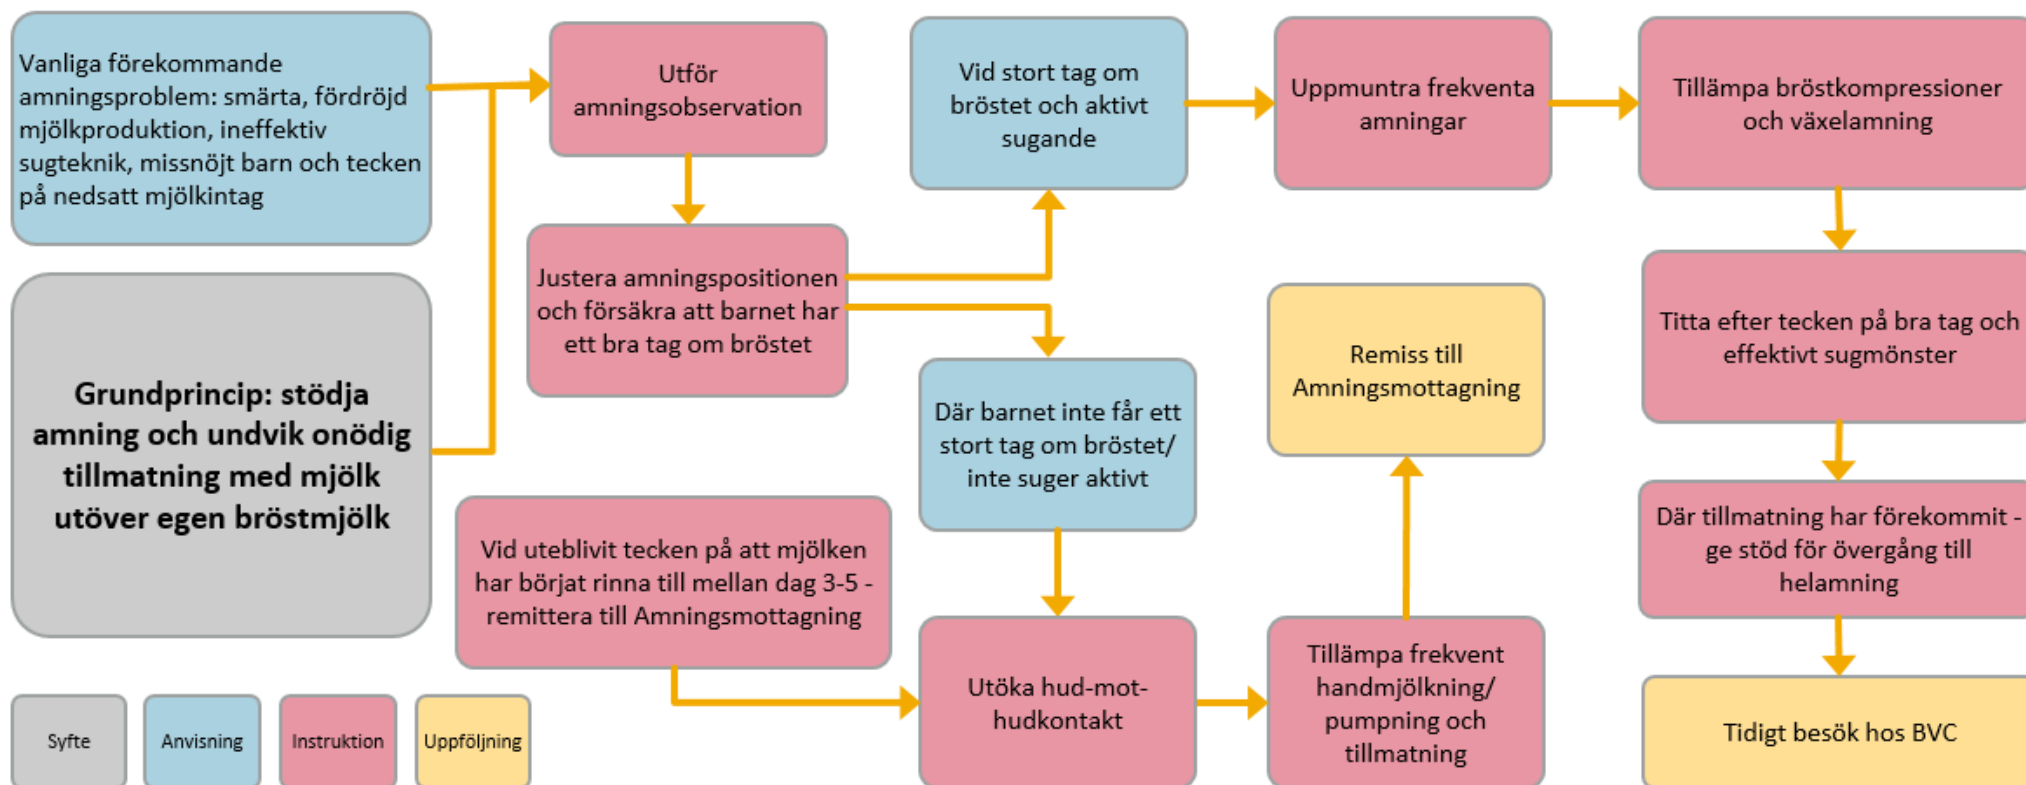 Vanliga förekommande
amningsproblem: smärta, fördröjd
mjölkproduktion, ineffektiv
sugteknik, missnöjt barn och tecken
på nedsatt mjölkintag
Grundprincip: stödja
amning och undvik onödig
tillmatning med mjölk
utöver egen bröstmjölk
Utför
amningsobservation
Justera amningspositionen
och försäkra att barnet har
ett bra tag om bröstet
Vid stort tag om
bröstet och aktivt
sugande
Uppmuntra frekventa
amningar
Tillämpa bröstkompressioner
och växelamning
Titta efter tecken på bra tag och
effektivt sugmönster
Där tillmatning har förekommit -
ge stöd för övergång till
helamning
Tidigt besök hos BVC
Där barnet inte får ett
stort tag om bröstet/
inte suger aktivt
Vid uteblivit tecken på att mjölken
har börjat rinna till mellan dag 3-5 -
remittera till Amningsmottagning
Utöka hud-mot-
hudkontakt
Tillämpa frekvent
handmjölkning/
pumpning och
tillmatning
Remiss till
Amningsmottagning
Syfte
Anvisning
Instruktion
Uppföljning